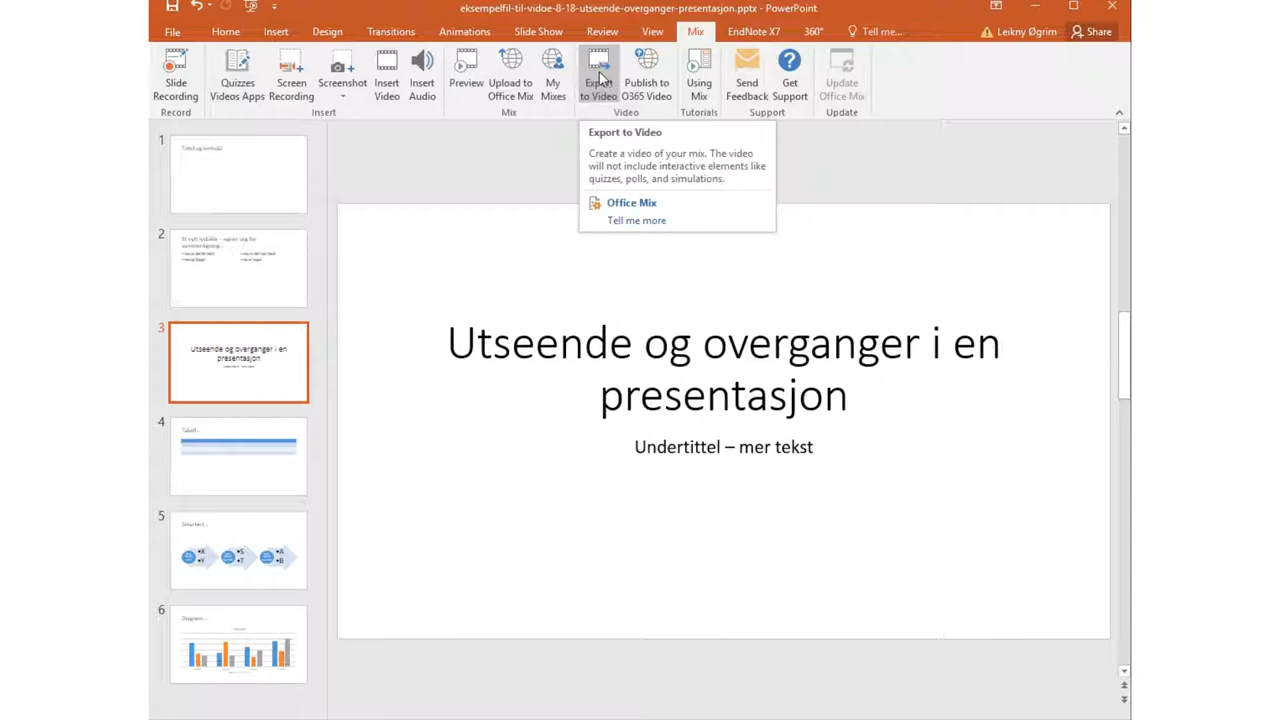 eksempelfil-til-vidoe-8-18-utseende-overganger-presentasjon.pptx - PowerPoint
File Home Insert Design Transitions Animations Slide Show Review View Mix EndNote X7 360° Tell me... Leikny Øgrim Share
Slide Recording
Quizzes Videos Apps
Screen Recording
Screenshot
Insert Video
Insert Audio
Preview
Upload to Office Mix
My Mixes
Export to Video
Publish to O365 Video
Using Mix
Send Feedback
Get Support
Update Office Mix
Record Insert Mix Video Tutorials Support Update
Export to Video
Create a video of your mix. The video
will not include interactive elements like
quizzes, polls, and simulations.
Office Mix
Tell me more
1
2
3
Utseende og overganger i en
presentasjon
4
Tabell...
5
Smartart...
•X •S •A
•Y •T •B
6
Diagram...
Utseende og overganger i en
presentasjon
Undertittel – mer tekst